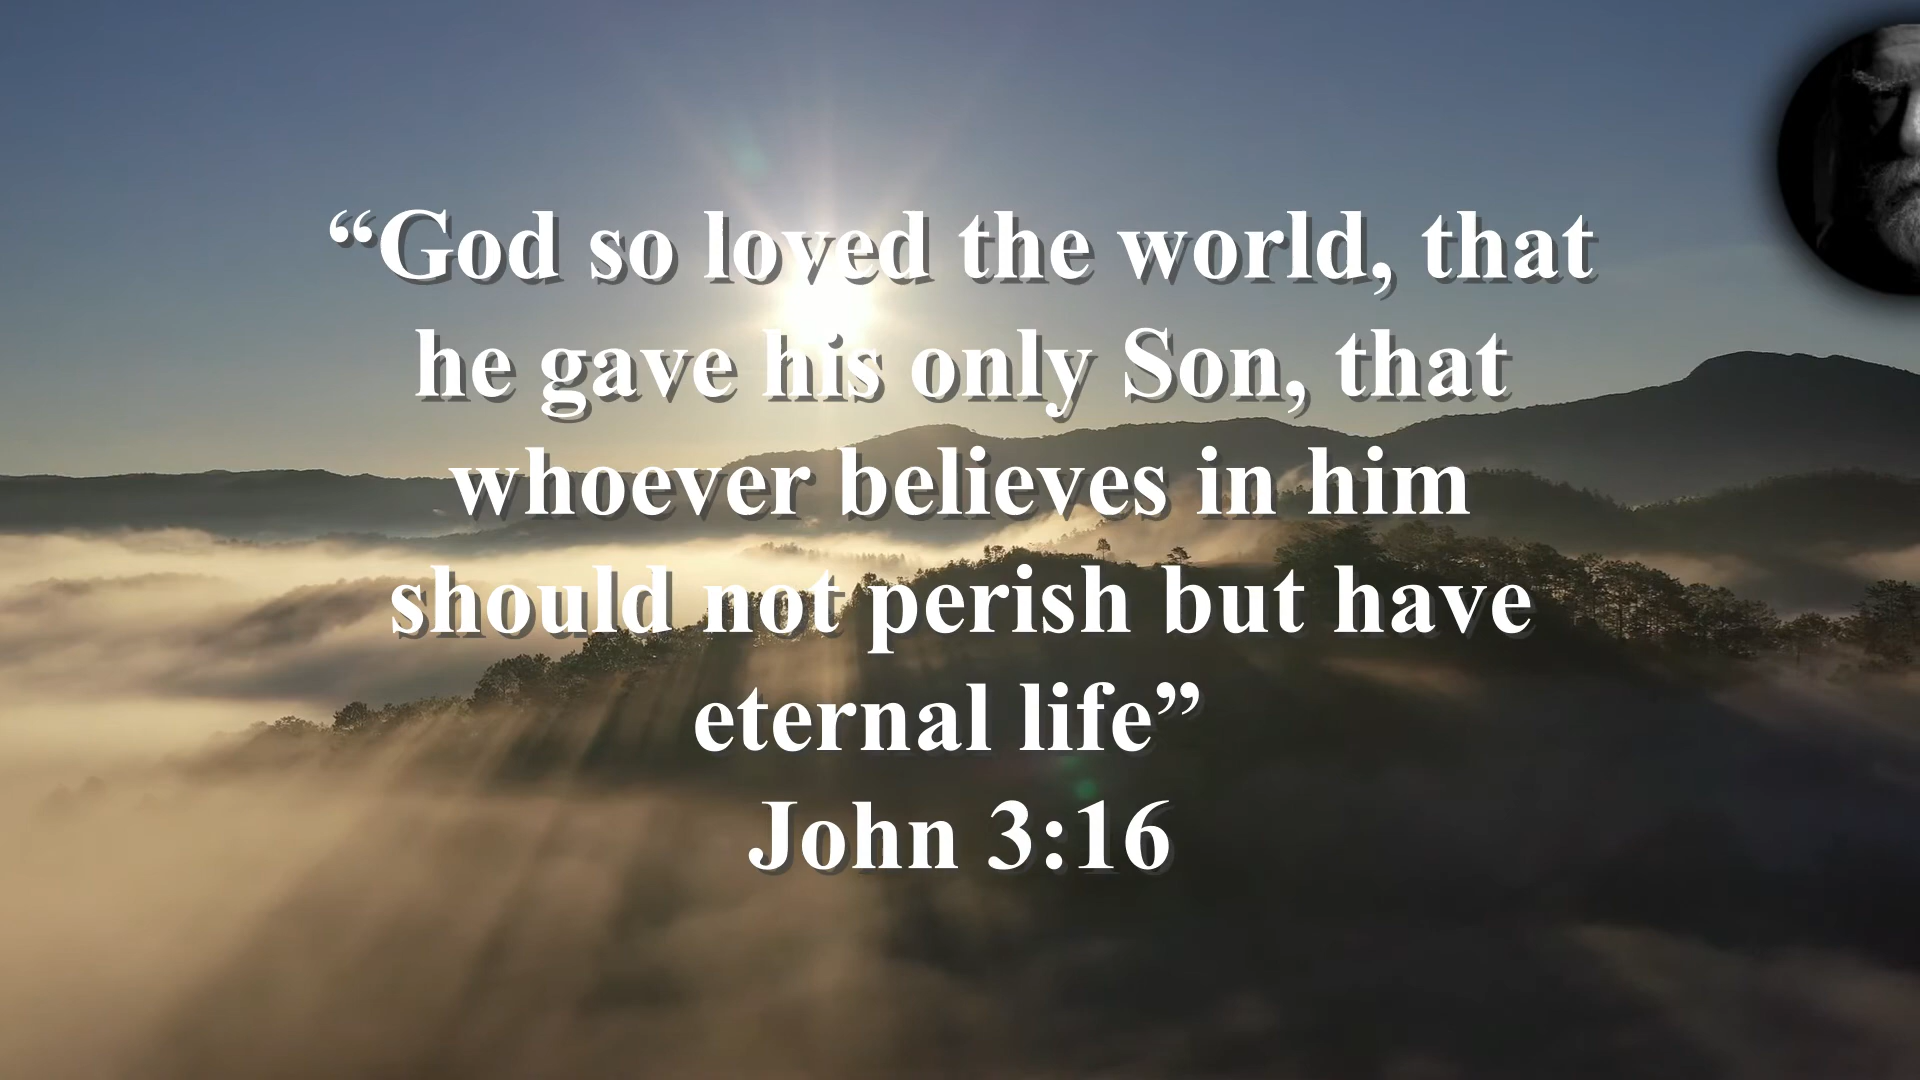 “God so loved the world, that
he gave his only Son, that
whoever believes in him
should not perish but have
eternal life”
John 3:16